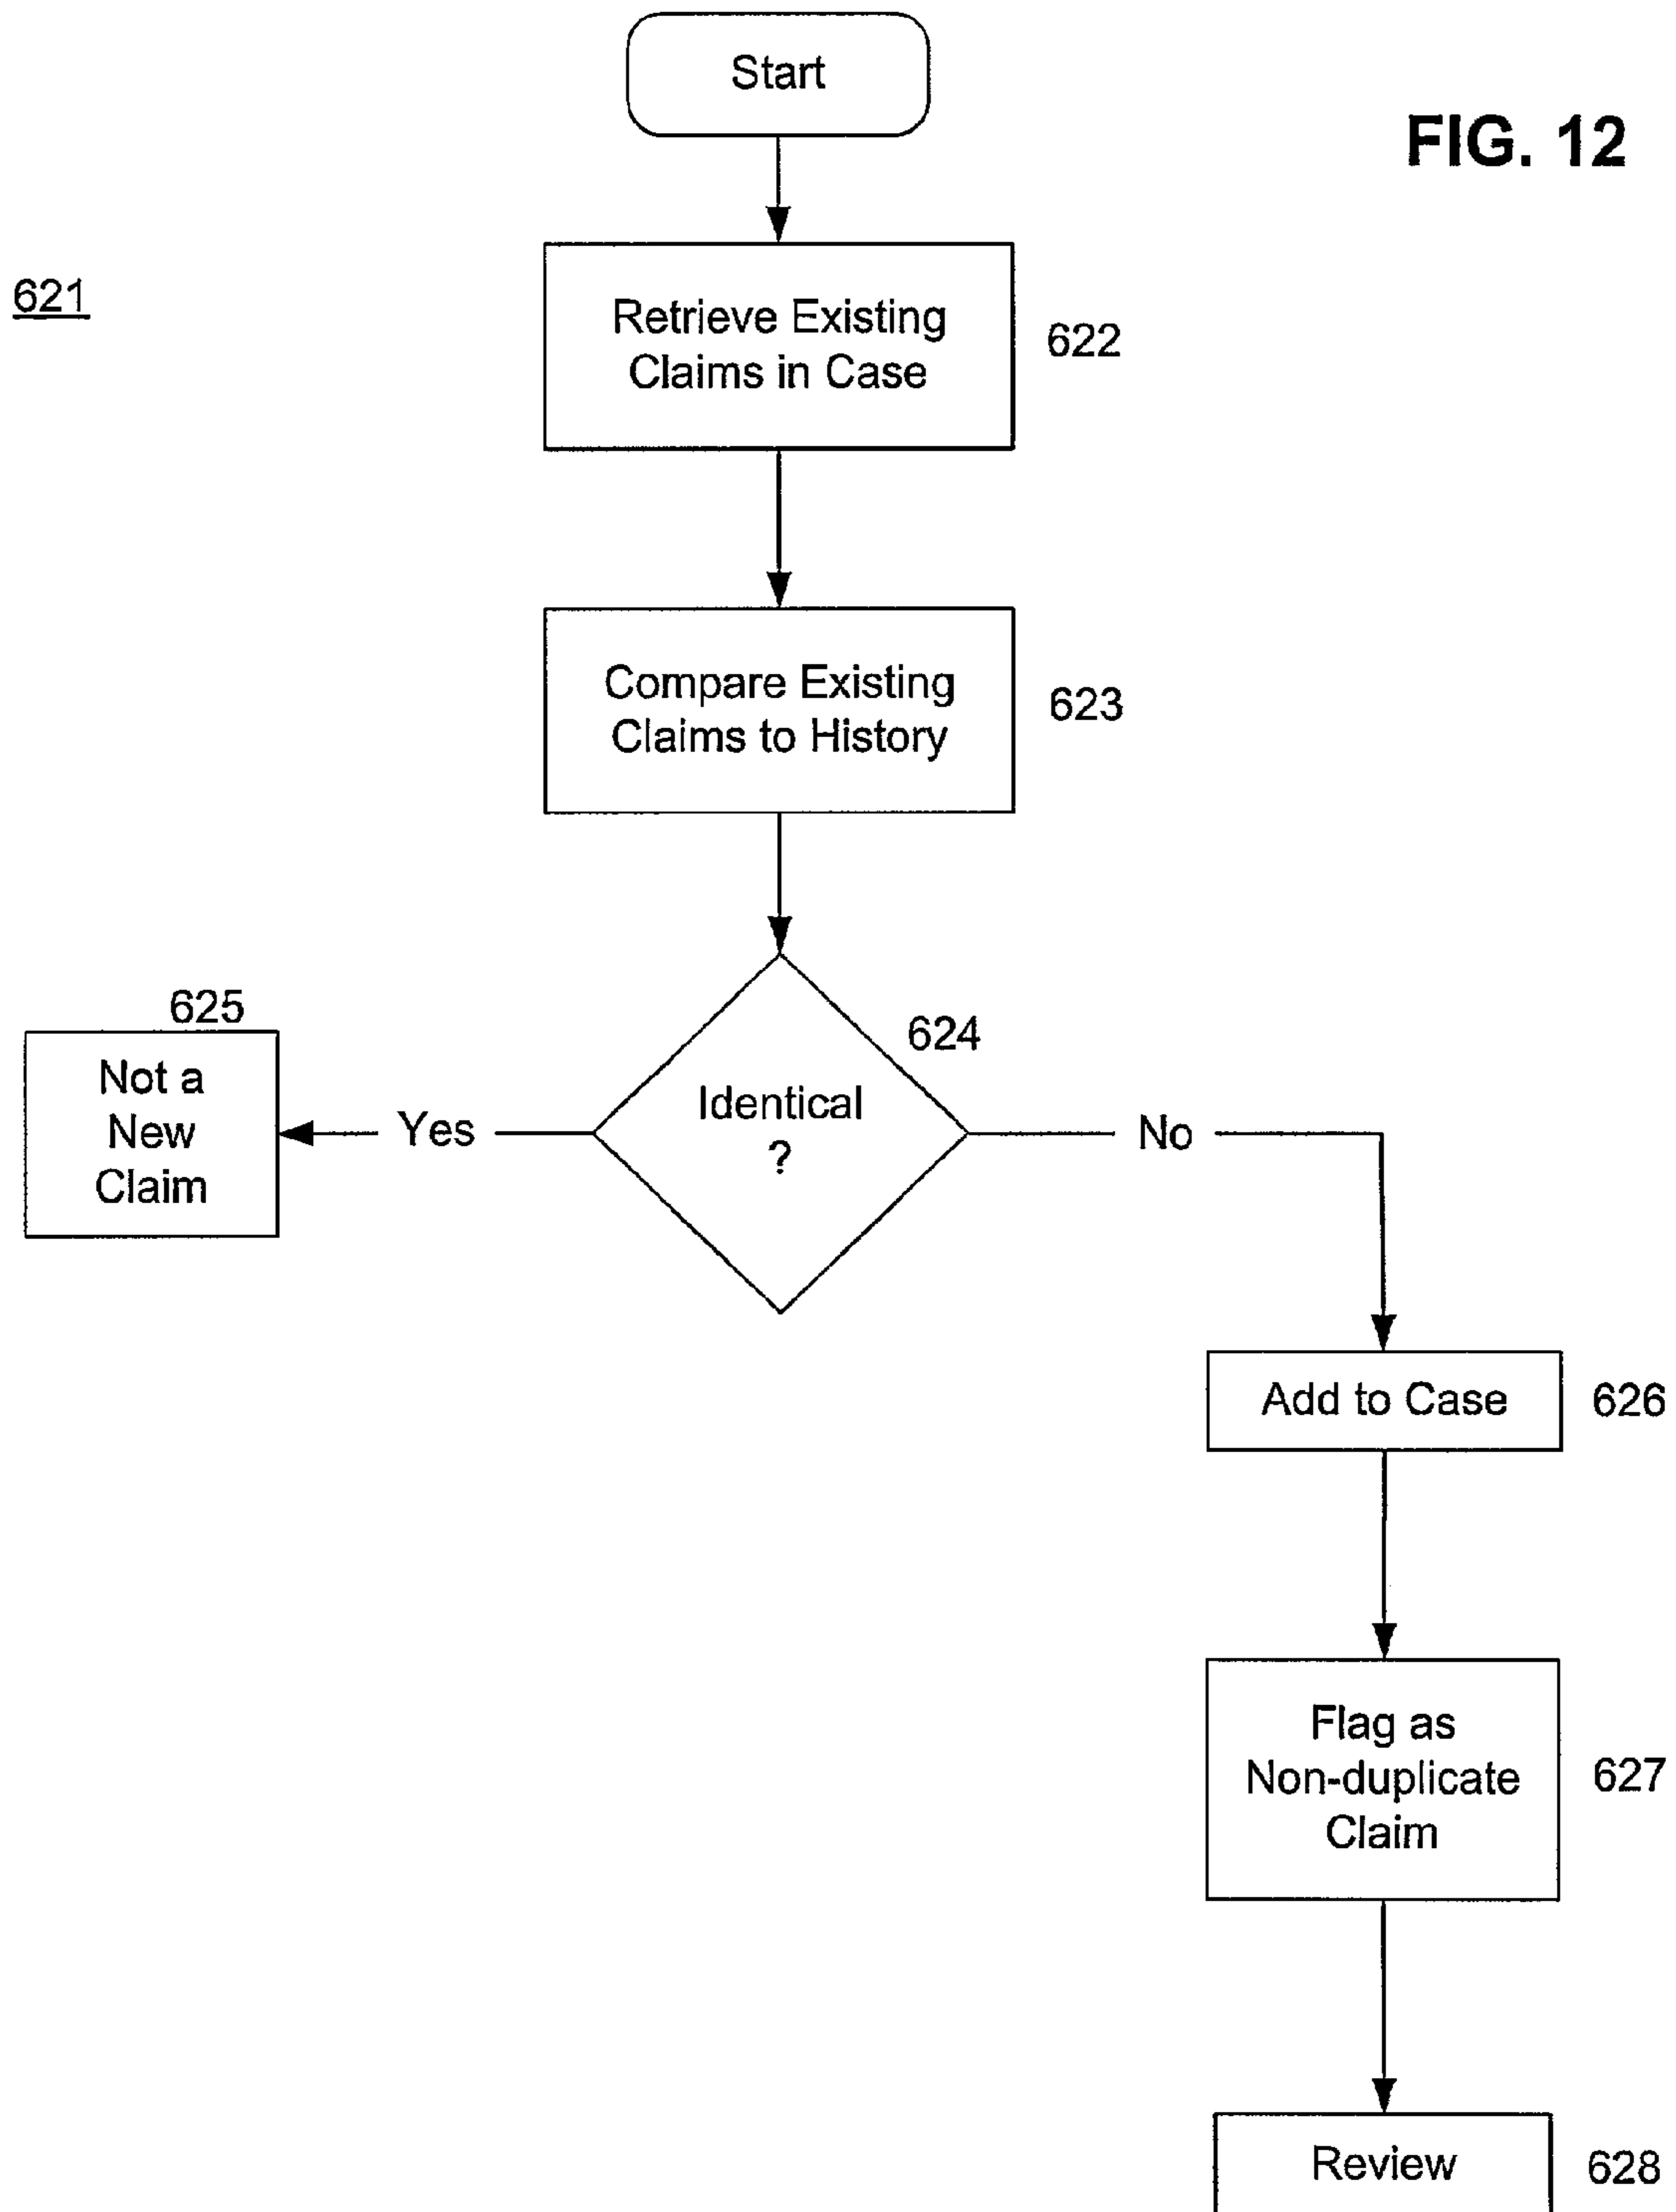 Start
FIG. 12
621
Retrieve Existing
Claims in Case
622
Compare Existing
Claims to History
623
625
624
Not a
New
Claim
Yes
Identical
?
No
Add to Case
626
Flag as
Non-duplicate
Claim
627
Review
628